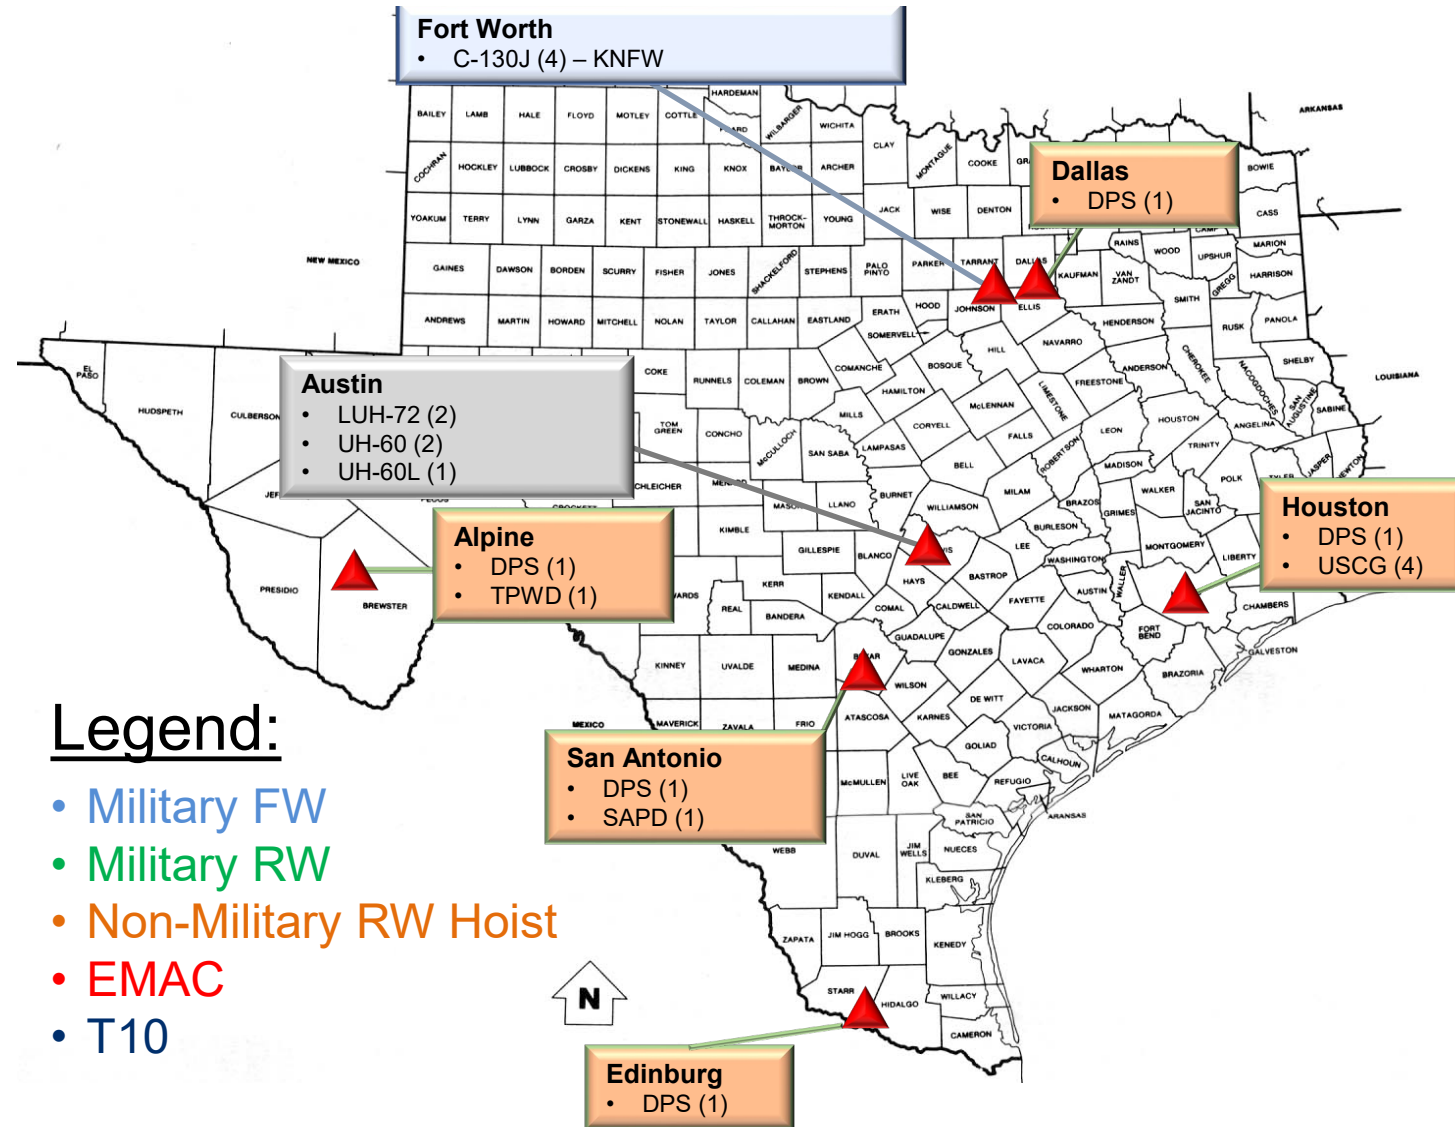 Fort Worth
• C-130J (4) – KNFW
HARDEMAN
BAILEY LAMB HALE FLOYD MOTLEY COTTLE WILBARGER WICHITA
ARKANSAS
CLAY MONTAGUE COOKE
Dallas
• DPS (1)
BOWIE
COCHRAN HOCKLEY LUBBOCK CROSBY DICKENS KING KNOX ARCHER
YOAKUM TERRY LYNN GARZA KENT STONEWALL HASKELL THROCK-
MORTON YOUNG JACK WISE DENTON CASS
CAMP
NEW MEXICO
GAINES DAWSON BORDEN SCURRY FISHER JONES SHACKELFORD STEPHENS PALO
PINTO PARKER TARRANT KAUFMAN VAN
ZANDT RAINS WOOD UPSHUR MARION
GREGG HARRISON
ANDREWS MARTIN HOWARD MITCHELL NOLAN TAYLOR CALLAHAN EASTLAND ERATH HOOD JOHNSON ELLIS HENDERSON SMITH RUSK PANOLA
SOMERVELL
EL
PASO HUDSPETH CULBERSON
Austin
• LUH-72 (2)
• UH-60 (2)
• UH-60L (1)
COKE RUNNELS COLEMAN BROWN COMANCHE BOSQUE HILL NAVARRO ANDERSON CHEROKEE NACOGDOCHES SHELBY
LOUISIANA
HAMILTON McLENNAN LIMESTONE FREESTONE SAN
AUGUSTINE SABINE
TOM
GREEN CONCHO McCULLOCH SAN SABA MILLS LAMPASAS CORYELL FALLS LEON HOUSTON ANGELINA
BELL ROBERTSON MADISON TRINITY POLK JASPER
MASON LLANO BURNET WILLIAMSON MILAM BRAZOS GRIMES WALKER SAN
JACINTO
Houston
• DPS (1)
• USCG (4)
Alpine
• DPS (1)
• TPWD (1)
KIMBLE GILLESPIE BLANCO HAYS LEE BURLESON WASHINGTON MONTGOMERY LIBERTY
PRESIDIO BREWSTER
REAL KERR BANDERA KENDALL COMAL CALDWELL BASTROP FAYETTE AUSTIN WALLER CHAMBERS
KINNEY UVALDE MEDINA GUADALUPE GONZALES LAVACA COLORADO FORT
BEND WHARTON BRAZORIA GALVESTON
WILSON DE WITT JACKSON MATAGORDA
MEXICO MAVERICK ZAVALA FRIO ATASCOSA KARNES VICTORIA
GOLIAD CALHOUN
San Antonio
• DPS (1)
• SAPD (1)
McMULLEN LIVE
OAK BEE REFUGIO
SAN
PATRICIO ARANSAS
WEBB DUVAL JIM
WELLS NUECES
KLEBERG
Legend:
• Military FW
• Military RW
• Non-Military RW Hoist
• EMAC
• T10
ZAPATA JIM HOGG BROOKS KENEDY
N
STARR HIDALGO WILLACY
CAMERON
Edinburg
• DPS (1)